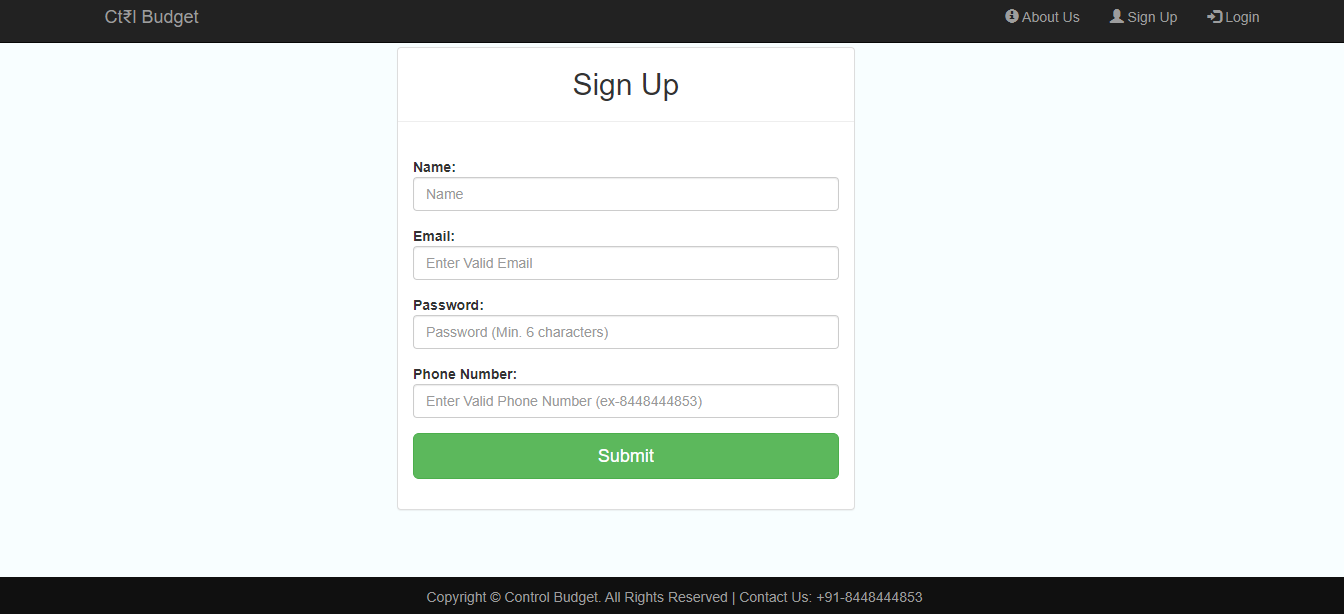 Ct₹l Budget
About Us
Sign Up
Login
Sign Up
Name:
Name
Email:
Enter Valid Email
Password:
Password (Min. 6 characters)
Phone Number:
Enter Valid Phone Number (ex-8448444853)
Submit
Copyright © Control Budget. All Rights Reserved | Contact Us: +91-8448444853